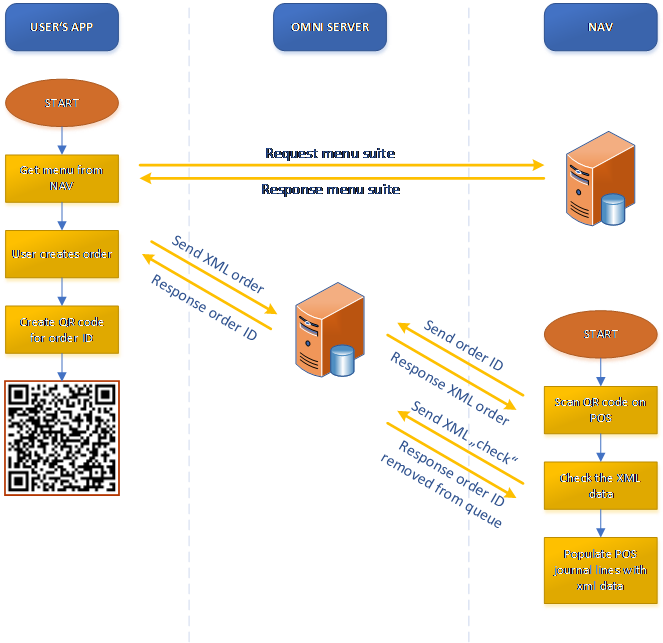 USER'S APP
OMNI SERVER
NAV
START
Get menu from
NAV
User creates order
Create QR code
for order ID
Request menu suite
Response menu suite
Send XML order
Response order ID
START
Scan QR code on
POS
Check the XML
data
Populate POS
journal lines with
xml data
Send order ID
Response XML order
Send XML „check“
Response order ID
removed from queue